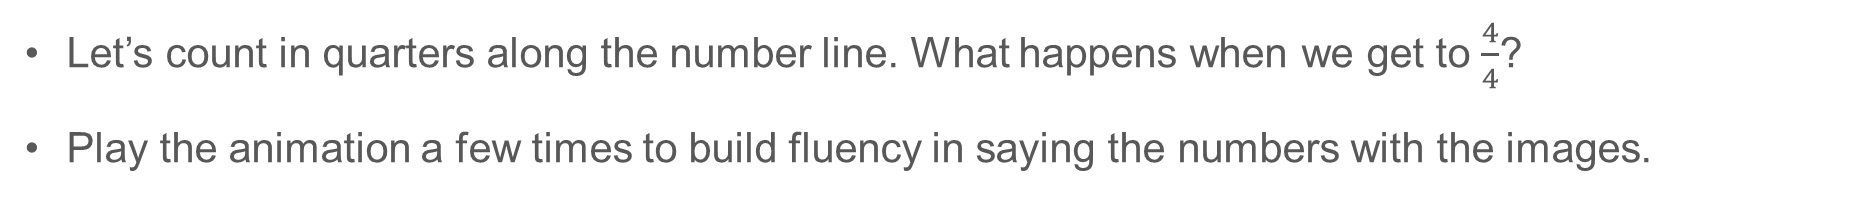 • Let’s count in quarters along the number line. What happens when we get to 4/4?
• Play the animation a few times to build fluency in saying the numbers with the images.